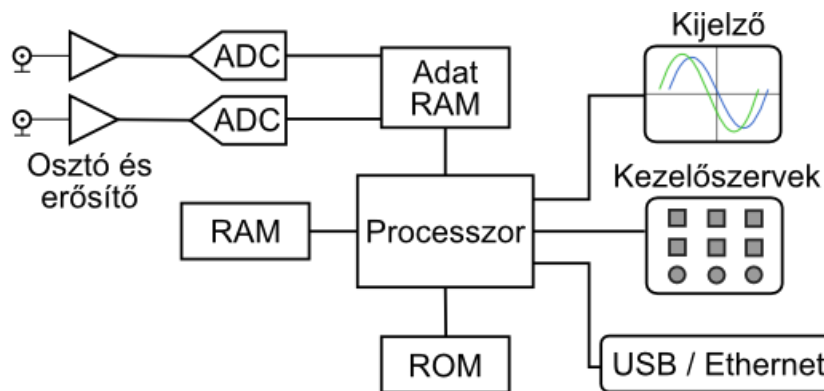 Kijelző
ADC
Adat
RAM
ADC
Osztó és
erősítő
Kezelőszervek
RAM
Processzor
ROM
USB / Ethernet